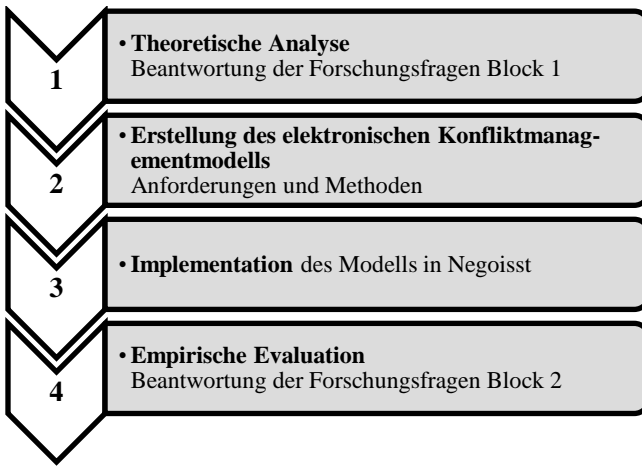 1
• Theoretische Analyse
Beantwortung der Forschungsfragen Block 1
2
• Erstellung des elektronischen Konfliktmanag-
ementmodells
Anforderungen und Methoden
3
• Implementation des Modells in Negoisst
4
• Empirische Evaluation
Beantwortung der Forschungsfragen Block 2